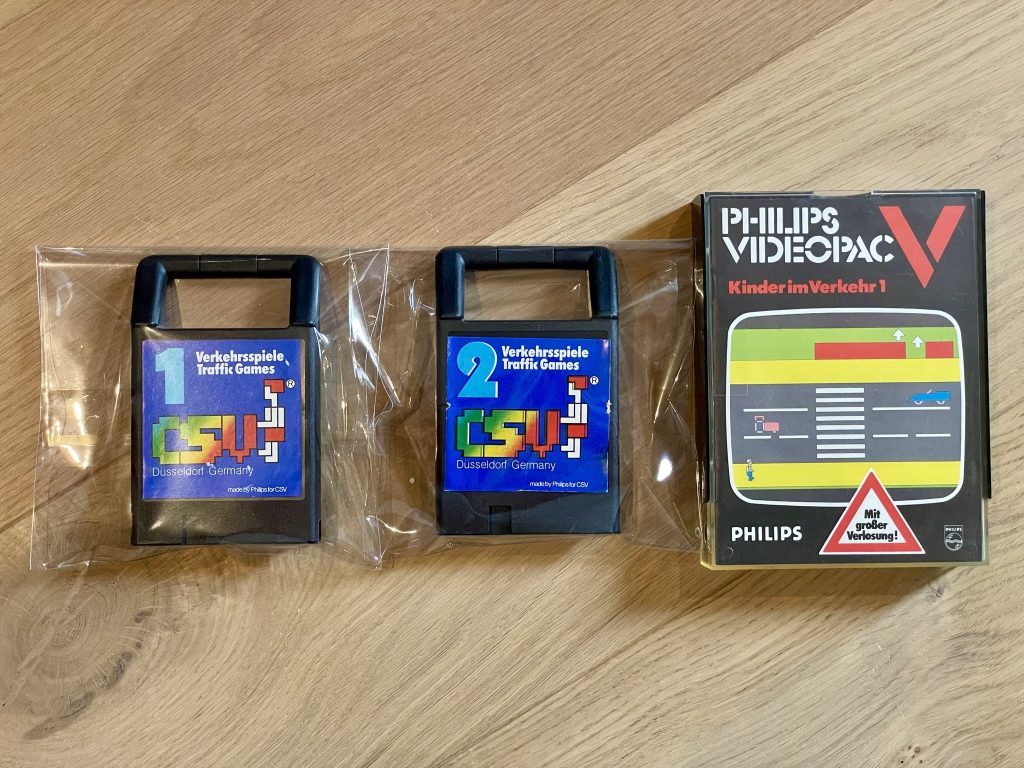 1
Verkehrsspiele
Traffic Games
CSV
®
Düsseldorf Germany
made by Philips for CSV
2
Verkehrsspiele
Traffic Games
CSV
®
Düsseldorf Germany
made by Philips for CSV
PHILIPS
VIDEOPAC
Kinder im Verkehr 1
Mit
großer
Verlosung!
PHILIPS
PHILIPS